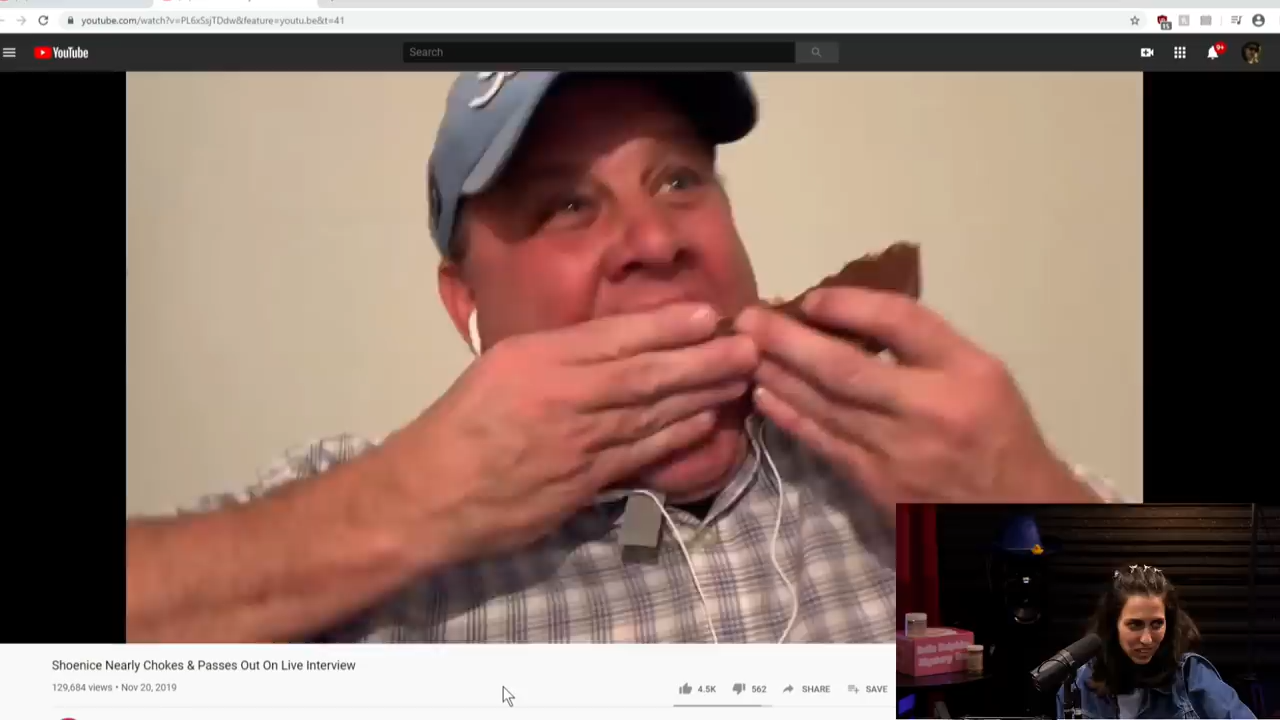 youtube.com/watch?v=PL6xSsjTDdw&feature=youtu.be&t=41
YouTube
Search
9+
Shoenice Nearly Chokes & Passes Out On Live Interview
129,684 views • Nov 20, 2019
4.5K
562
SHARE
SAVE